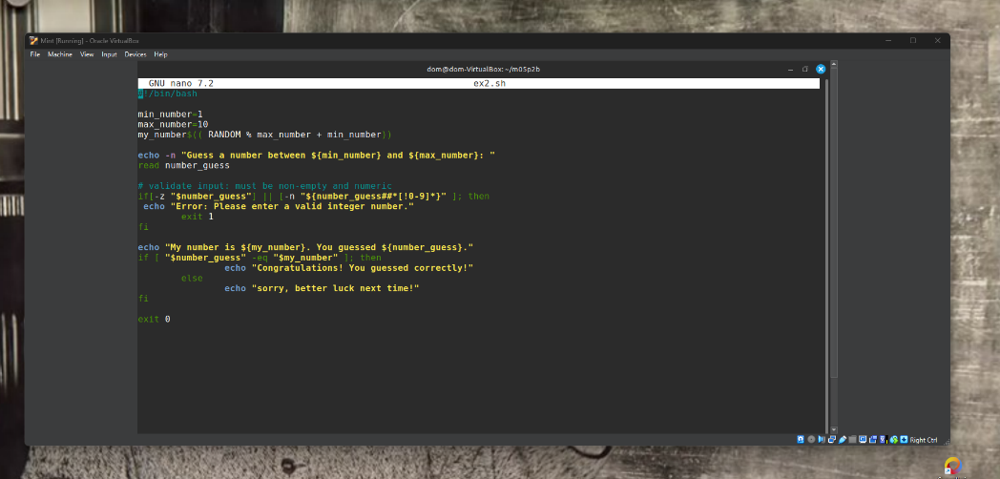 Mint [Running] - Oracle VirtualBox
File Machine View Input Devices Help
dom@dom-VirtualBox: ~/m05p2b
GNU nano 7.2 ex2.sh
#!/bin/bash
min_number=1
max_number=10
my_number$(( RANDOM % max_number + min_number))
echo -n "Guess a number between ${min_number} and ${max_number}: "
read number_guess
# validate input: must be non-empty and numeric
if[-z "$number_guess"] || [-n "${number_guess##*[!0-9]*}" ]; then
echo "Error: Please enter a valid integer number."
exit 1
fi
echo "My number is ${my_number}. You guessed ${number_guess}."
if [ "$number_guess" -eq "$my_number" ]; then
echo "Congratulations! You guessed correctly!"
else
echo "sorry, better luck next time!"
fi
exit 0
Right Ctrl